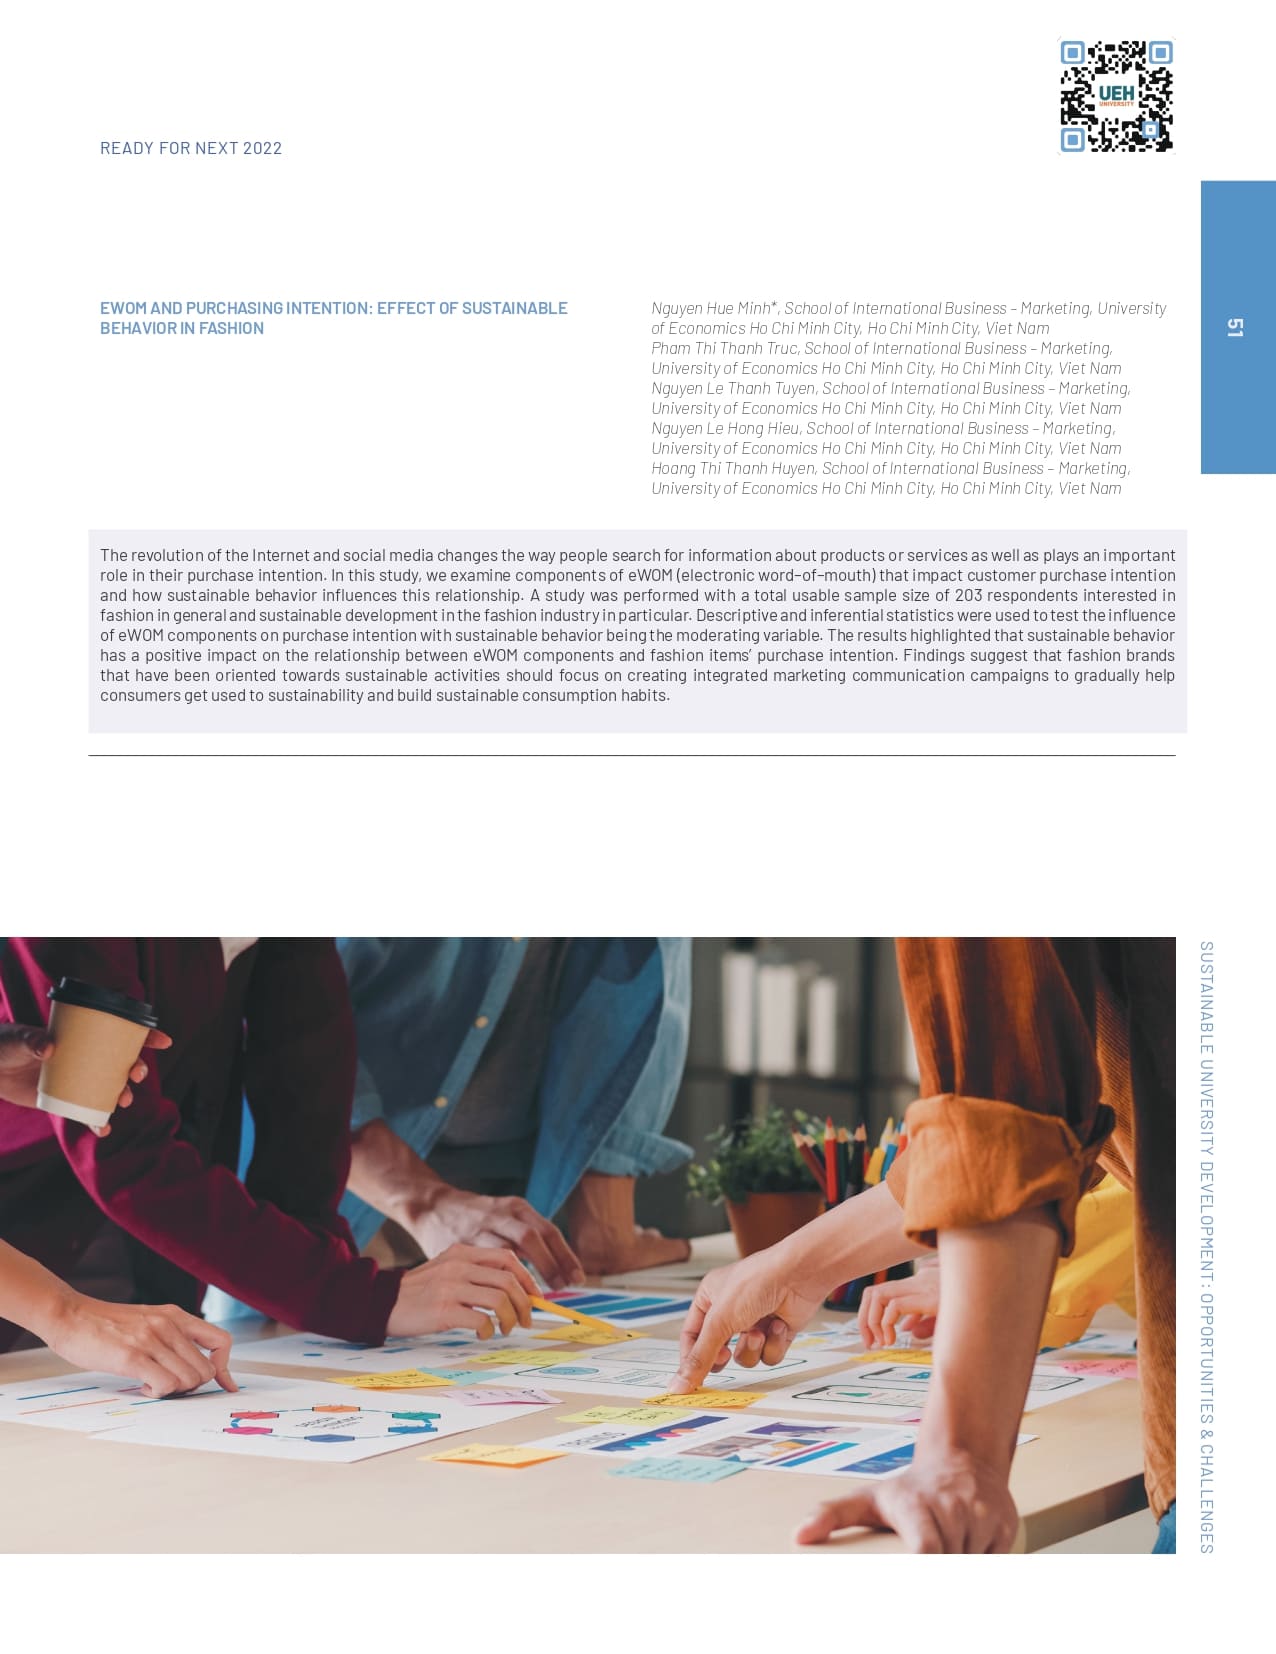 UEH
UNIVERSITY
READY FOR NEXT 2022
51
EWOM AND PURCHASING INTENTION: EFFECT OF SUSTAINABLE
BEHAVIOR IN FASHION
Nguyen Hue Minh*, School of International Business – Marketing, University
of Economics Ho Chi Minh City, Ho Chi Minh City, Viet Nam
Pham Thi Thanh Truc, School of International Business – Marketing,
University of Economics Ho Chi Minh City, Ho Chi Minh City, Viet Nam
Nguyen Le Thanh Tuyen, School of International Business – Marketing,
University of Economics Ho Chi Minh City, Ho Chi Minh City, Viet Nam
Nguyen Le Hong Hieu, School of International Business – Marketing,
University of Economics Ho Chi Minh City, Ho Chi Minh City, Viet Nam
Hoang Thi Thanh Huyen, School of International Business – Marketing,
University of Economics Ho Chi Minh City, Ho Chi Minh City, Viet Nam
The revolution of the Internet and social media changes the way people search for information about products or services as well as plays an important
role in their purchase intention. In this study, we examine components of eWOM (electronic word–of–mouth) that impact customer purchase intention
and how sustainable behavior influences this relationship. A study was performed with a total usable sample size of 203 respondents interested in
fashion in general and sustainable development in the fashion industry in particular. Descriptive and inferential statistics were used to test the influence
of eWOM components on purchase intention with sustainable behavior being the moderating variable. The results highlighted that sustainable behavior
has a positive impact on the relationship between eWOM components and fashion items’ purchase intention. Findings suggest that fashion brands
that have been oriented towards sustainable activities should focus on creating integrated marketing communication campaigns to gradually help
consumers get used to sustainability and build sustainable consumption habits.
SUSTAINABLE UNIVERSITY DEVELOPMENT: OPPORTUNITIES & CHALLENGES
DESIGN
THINKING
TRENDS